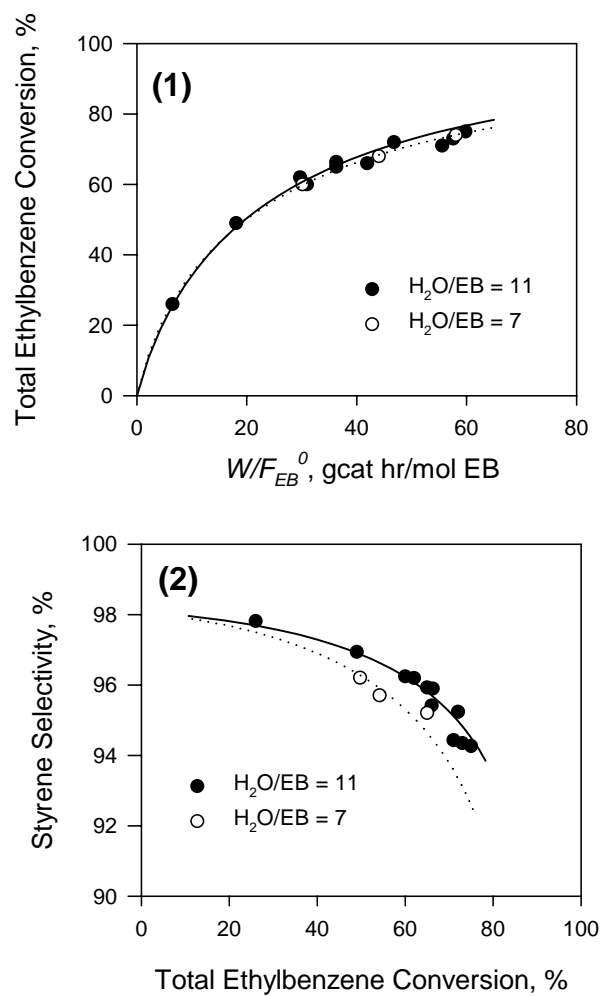 Total Ethylbenzene Conversion, %
100
80
60
40
20
0
(1)
H2O/EB = 11
H2O/EB = 7
0 20 40 60 80
W/FEB0, gcat hr/mol EB
Styrene Selectivity, %
100
98
96
94
92
90
(2)
H2O/EB = 11
H2O/EB = 7
0 20 40 60 80 100
Total Ethylbenzene Conversion, %